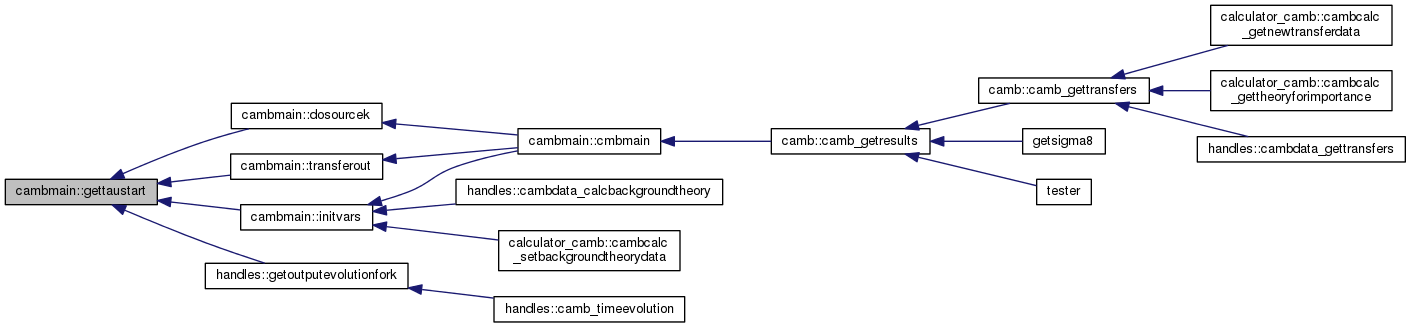 calculator_camb::cambcalc
_getnewtransferdata
camb::camb_gettransfers
calculator_camb::cambcalc
_gettheoryforimportance
cambmain::dosourcek
cambmain::cmbmain
camb::camb_getresults
getsigma8
handles::cambdata_gettransfers
cambmain::transferout
cambmain::gettaustart
handles::cambdata_calcbackgroundtheory
tester
cambmain::initvars
calculator_camb::cambcalc
_setbackgroundtheorydata
handles::getoutputevolutionfork
handles::camb_timeevolution